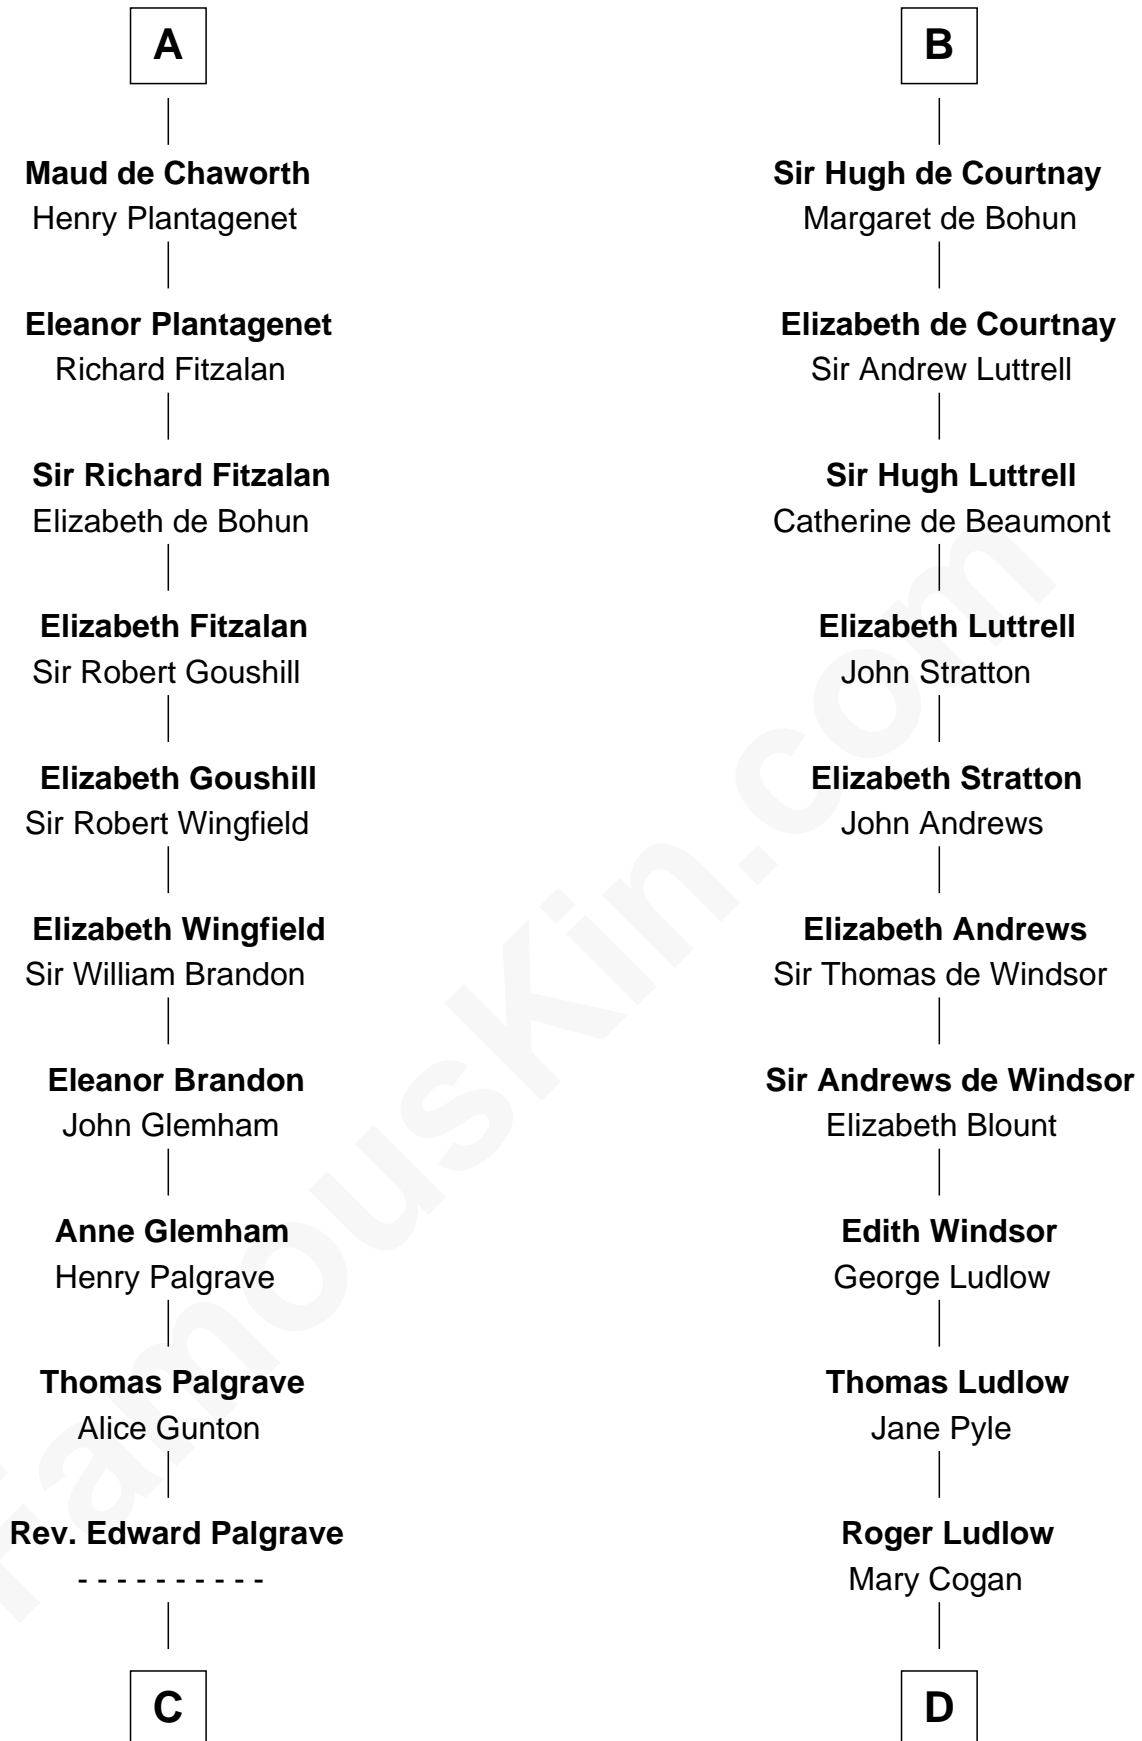 A
Maud de Chaworth
Henry Plantagenet
Eleanor Plantagenet
Richard Fitzalan
Sir Richard Fitzalan
Elizabeth de Bohun
Elizabeth Fitzalan
Sir Robert Goushill
Elizabeth Goushill
Sir Robert Wingfield
Elizabeth Wingfield
Sir William Brandon
Eleanor Brandon
John Glemham
Anne Glemham
Henry Palgrave
Thomas Palgrave
Alice Gunton
Rev. Edward Palgrave
- - - - - - - - - -
C
B
Sir Hugh de Courtnay
Margaret de Bohun
Elizabeth de Courtnay
Sir Andrew Luttrell
Sir Hugh Luttrell
Catherine de Beaumont
Elizabeth Luttrell
John Stratton
Elizabeth Stratton
John Andrews
Elizabeth Andrews
Sir Thomas de Windsor
Sir Andrews de Windsor
Elizabeth Blount
Edith Windsor
George Ludlow
Thomas Ludlow
Jane Pyle
Roger Ludlow
Mary Cogan
D
FamousKin.com